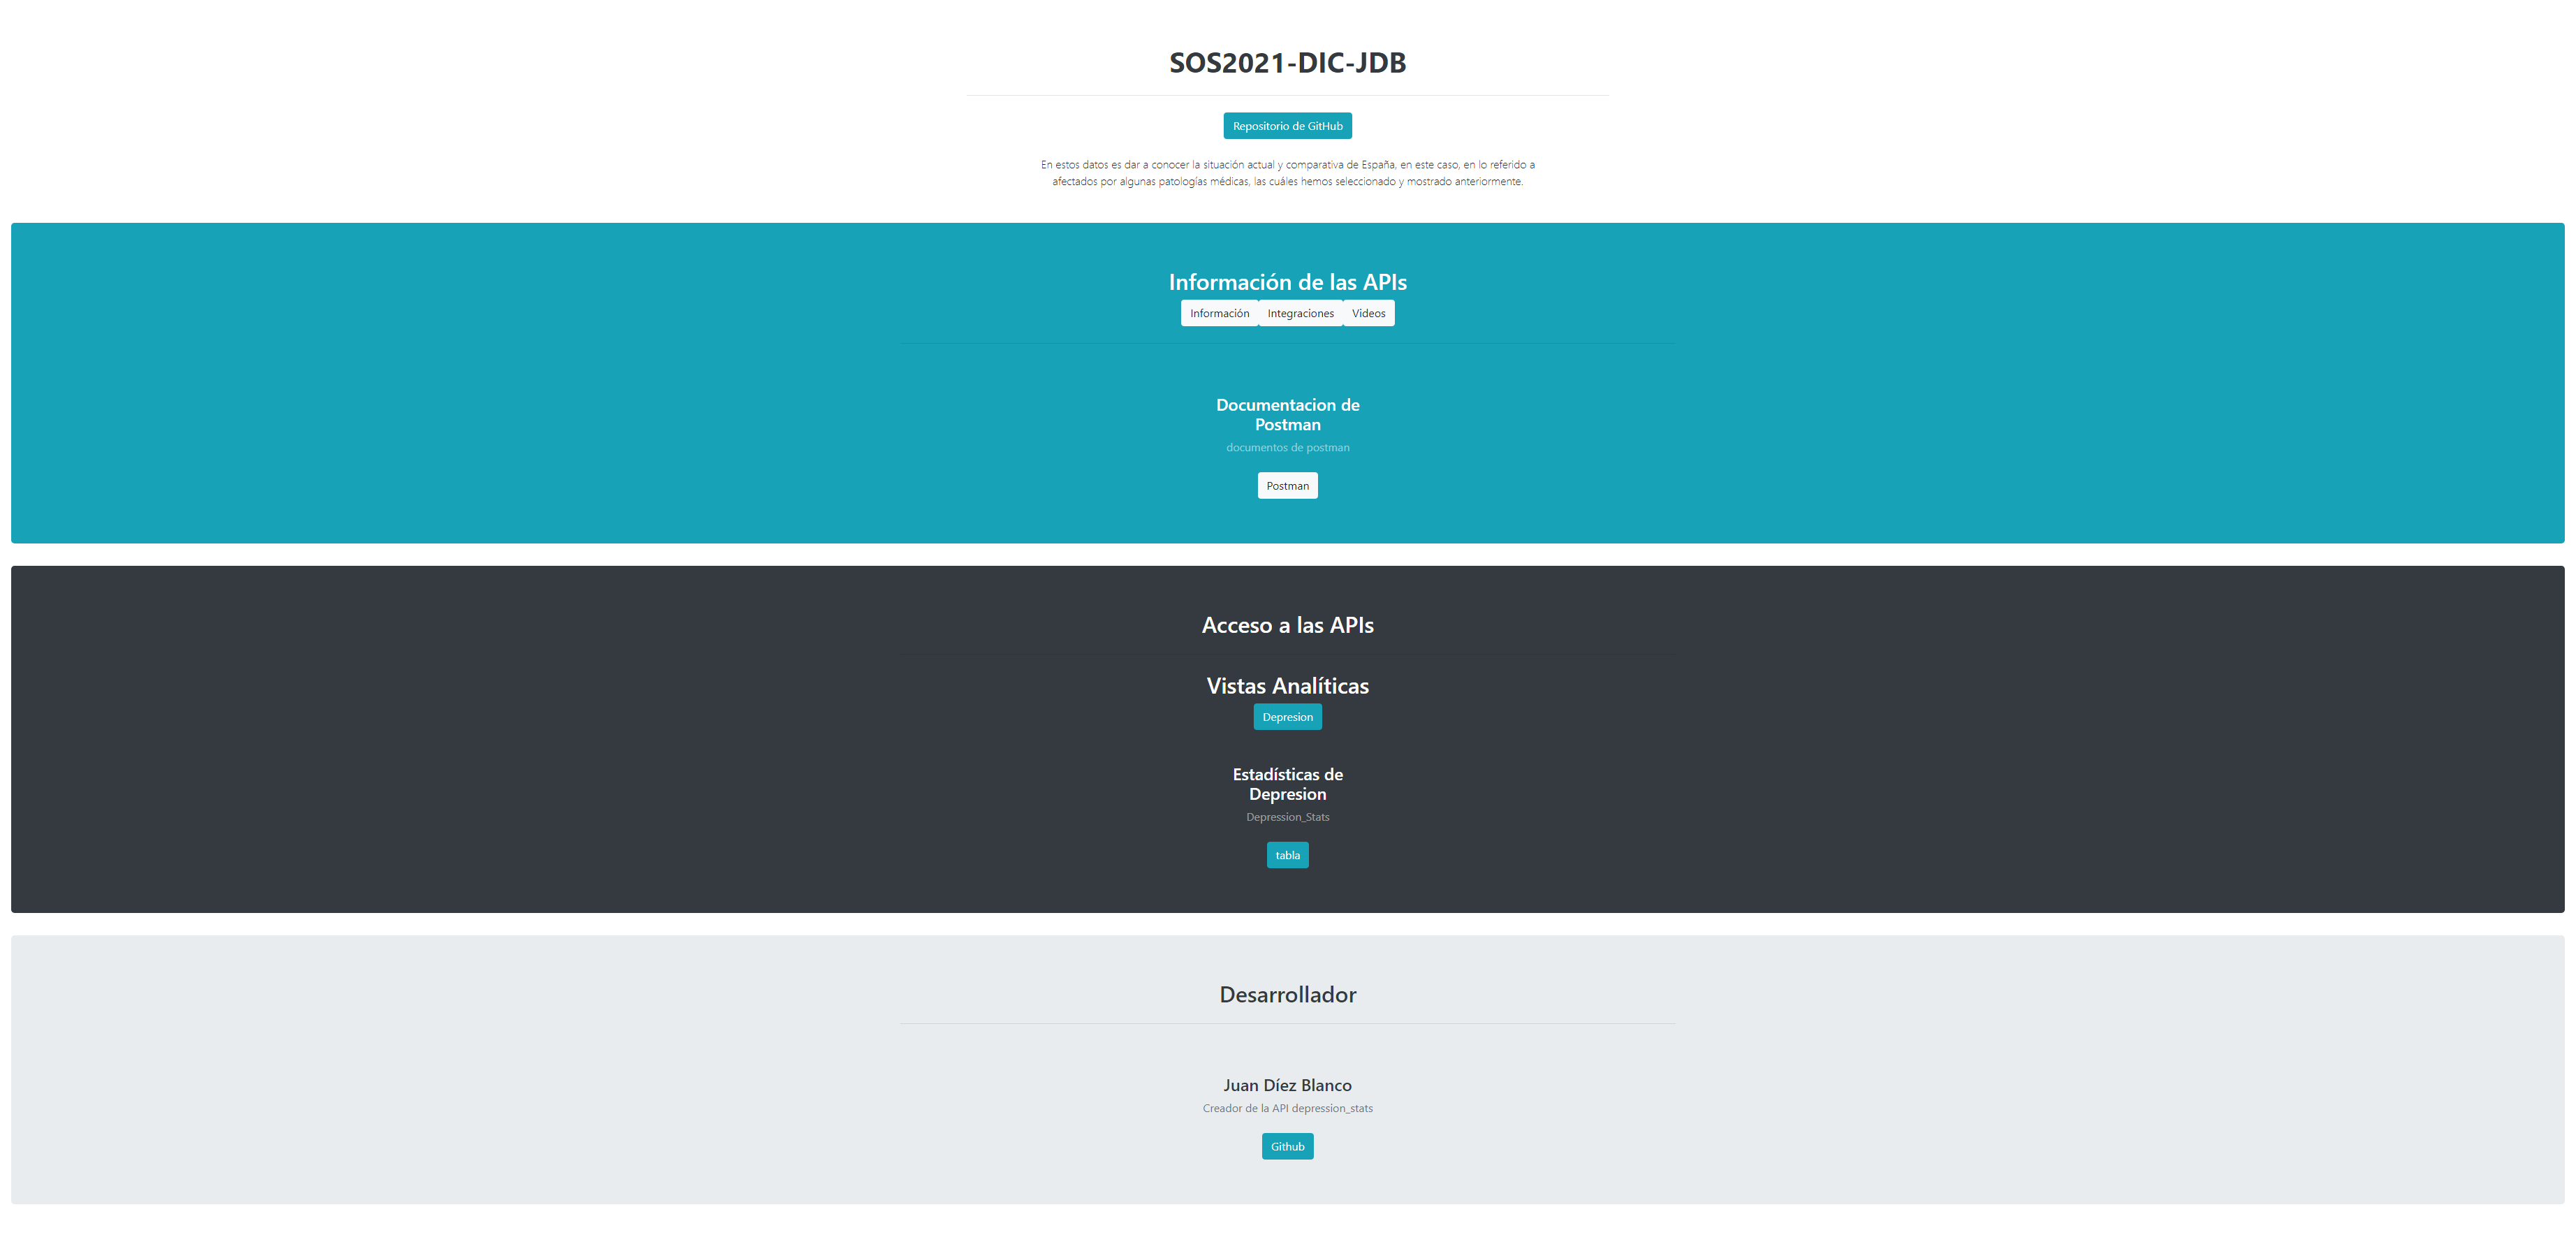 SOS2021-DIC-JDB
Repositorio de GitHub
En estos datos es dar a conocer la situación actual y comparativa de España, en este caso, en lo referido a
afectados por algunas patologías médicas, las cuáles hemos seleccionado y mostrado anteriormente.
Información de las APIs
Información Integraciones Videos
Documentacion de
Postman
documentos de postman
Postman
Acceso a las APIs
Vistas Analíticas
Depresion
Estadísticas de
Depresion
Depression_Stats
tabla
Desarrollador
Juan Díez Blanco
Creador de la API depression_stats
Github